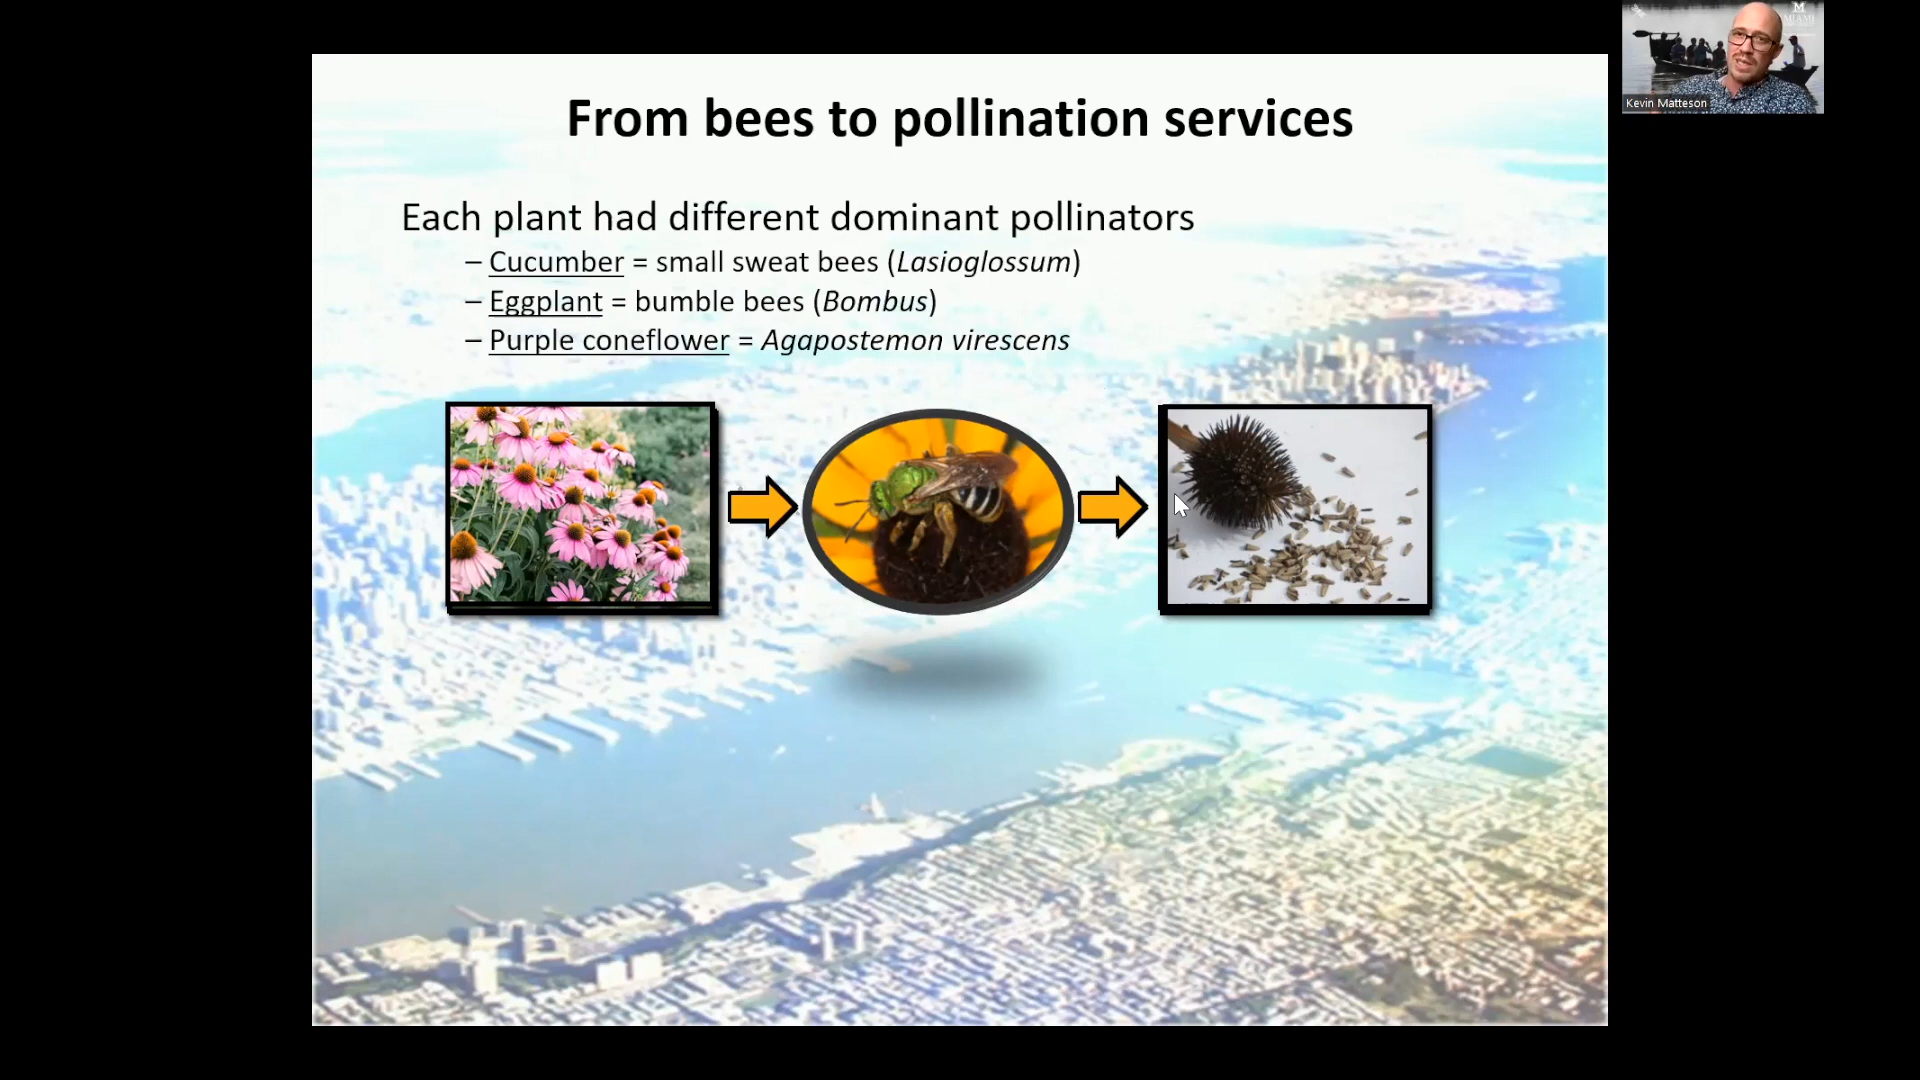 From bees to pollination services
Each plant had different dominant pollinators
– Cucumber = small sweat bees (Lasioglossum)
– Eggplant = bumble bees (Bombus)
– Purple coneflower = Agapostemon virescens
M
MIAMI
Kevin Matteson